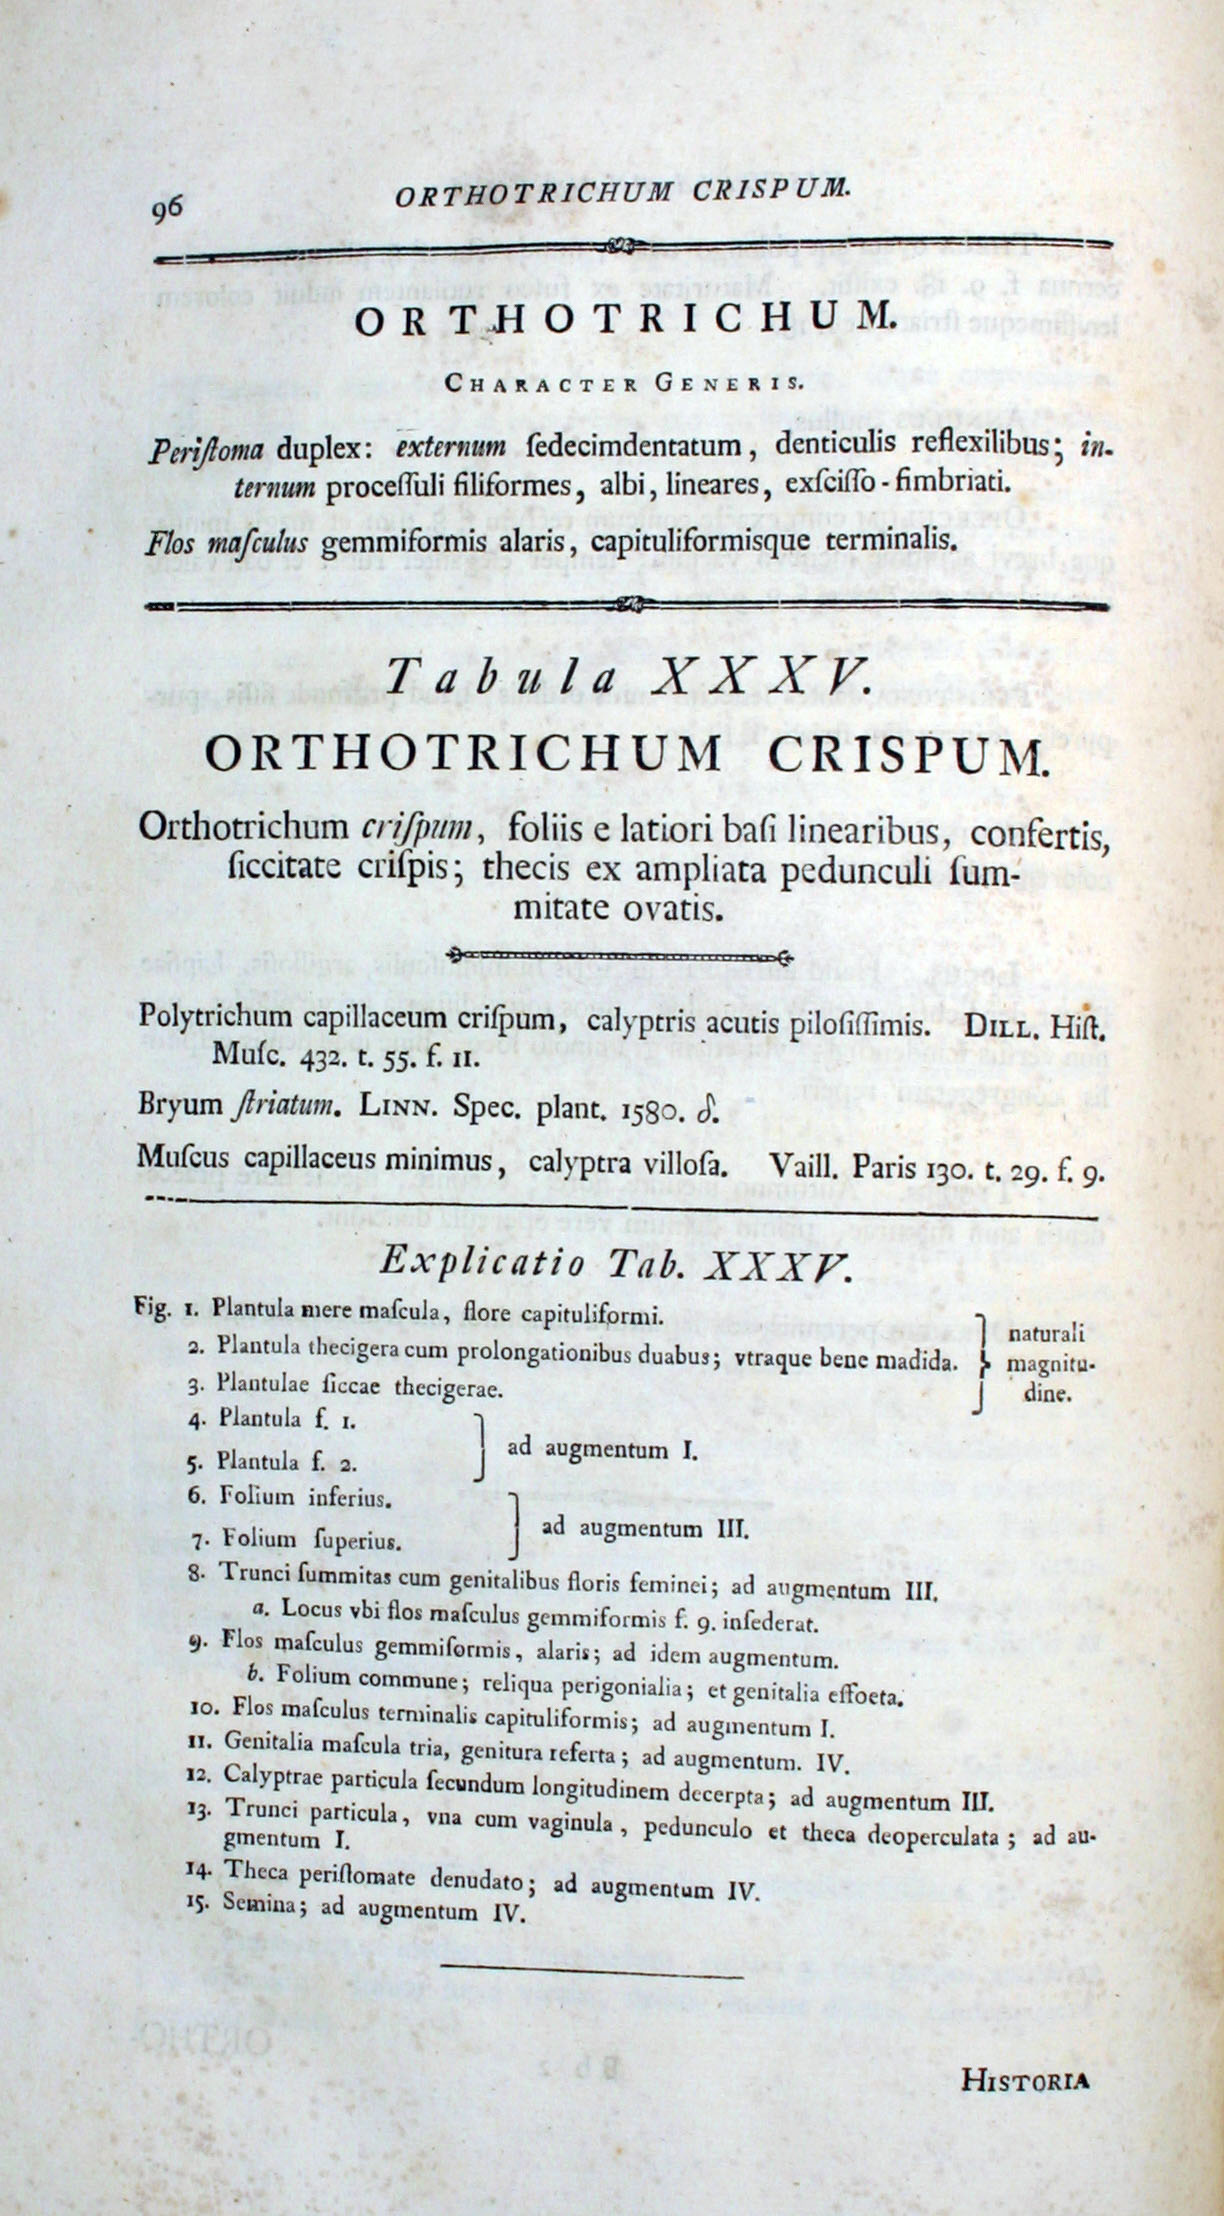 96
ORTHOTRICHUM CRISPUM.
ORTHOTRICHUM.
CHARACTER GENERIS.
Periſtoma duplex: externum ſedecimdentatum, denticulis reflexilibus; in-
ternum proceſſuli filiformes, albi, lineares, exſciſſo-fimbriati.
Flos maſculus gemmiformis alaris, capituliformisque terminalis.
Tabula XXXV.
ORTHOTRICHUM CRISPUM.
Orthotrichum criſpum, foliis e latiori baſi linearibus, confertis,
ſiccitate criſpis; thecis ex ampliata pedunculi ſum-
mitate ovatis.
Polytrichum capillaceum criſpum, calyptris acutis piloſiſſimis. DILL. Hiſt.
Muſc. 432. t. 55. f. 11.
Bryum ſtriatum. LINN. Spec. plant. 1580. δ.
Muſcus capillaceus minimus, calyptra villoſa. Vaill. Paris 130. t. 29. f. 9.
Explicatio Tab. XXXV.
Fig. 1. Plantula mere maſcula, flore capituliformi.
2. Plantula thecigera cum prolongationibus duabus; vtraque bene madida.
3. Plantulae ſiccae thecigerae.
naturali
magnitu-
dine.
4. Plantula f. 1.
5. Plantula f. 2.
ad augmentum I.
6. Folium inferius.
7. Folium ſuperius.
ad augmentum III.
8. Trunci ſummitas cum genitalibus floris feminei; ad augmentum III.
a. Locus vbi flos maſculus gemmiformis f. 9. inſederat.
9. Flos maſculus gemmiformis, alaris; ad idem augmentum.
b. Folium commune; reliqua perigonialia; et genitalia effoeta.
10. Flos maſculus terminalis capituliformis; ad augmentum I.
11. Genitalia maſcula tria, genitura referta; ad augmentum. IV.
12. Calyptrae particula ſecundum longitudinem decerpta; ad augmentum III.
13. Trunci particula, vna cum vaginula, pedunculo et theca deoperculata; ad au-
gmentum I.
14. Theca periſtomate denudato; ad augmentum IV.
15. Semina; ad augmentum IV.
HISTORIA